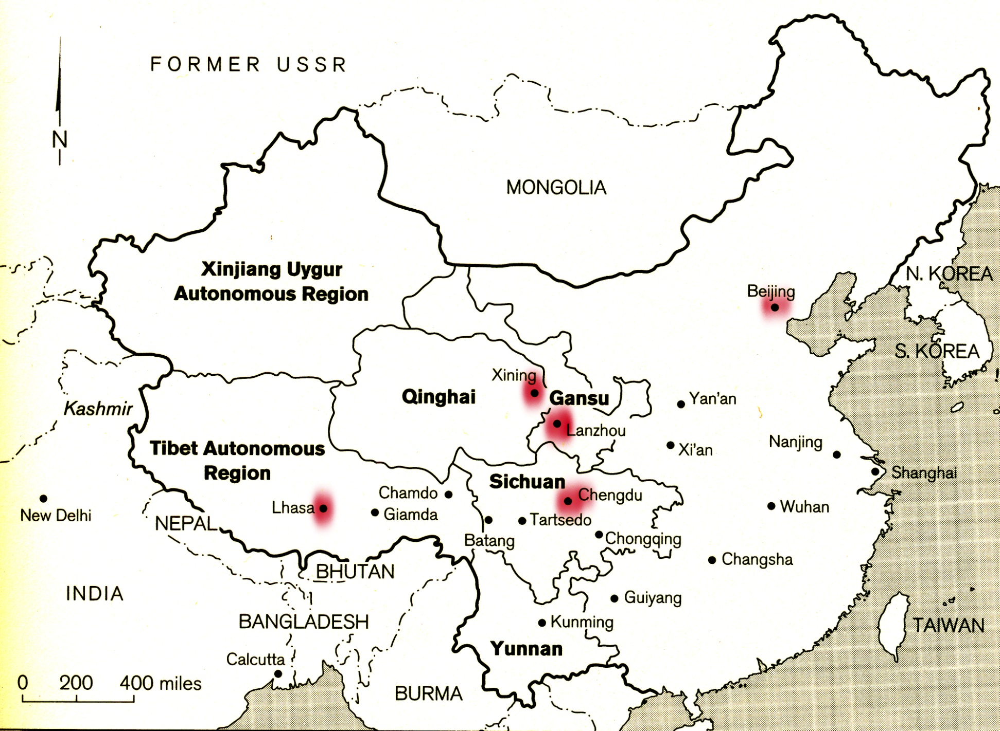 FORMER USSR
N
MONGOLIA
Xinjiang Uygur
Autonomous Region
N. KOREA
Beijing
S. KOREA
Xining
Qinghai
Gansu
Yan'an
Kashmir
Lanzhou
Tibet Autonomous
Region
Xi'an
Nanjing
Shanghai
Sichuan
Chengdu
Chamdo
Lhasa
Giamda
Wuhan
New Delhi
NEPAL
Tartsedo
Batang
Chongqing
Changsha
BHUTAN
INDIA
Guiyang
BANGLADESH
Kunming
TAIWAN
Yunnan
Calcutta
0 200 400 miles
BURMA